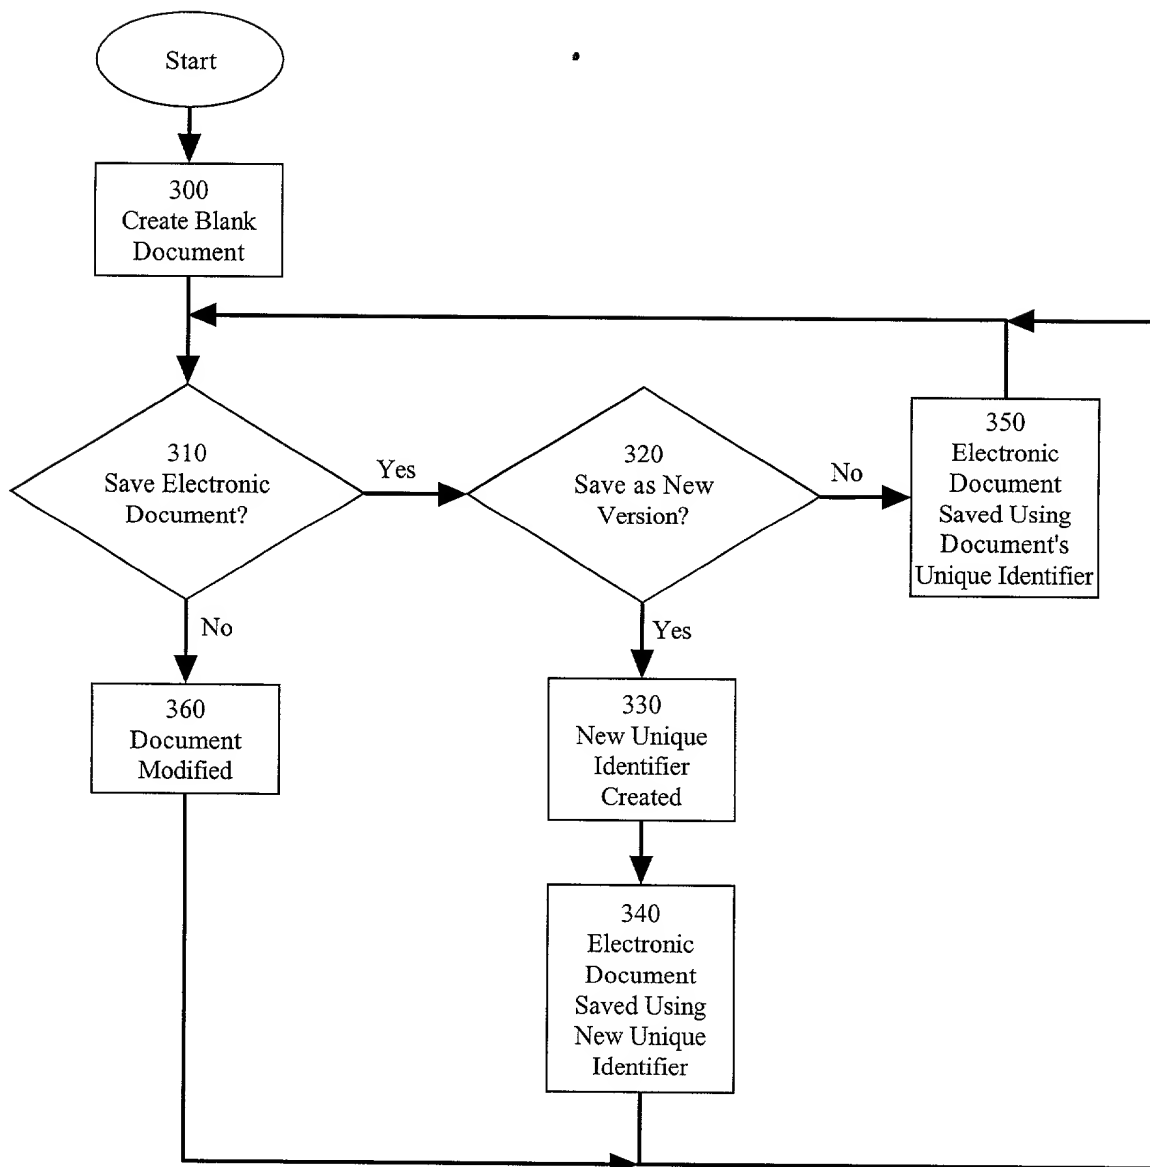 Start
300
Create Blank
Document
310
Save Electronic
Document?
Yes
320
Save as New
Version?
No
350
Electronic
Document
Saved Using
Document's
Unique Identifier
No
360
Document
Modified
Yes
330
New Unique
Identifier
Created
340
Electronic
Document
Saved Using
New Unique
Identifier